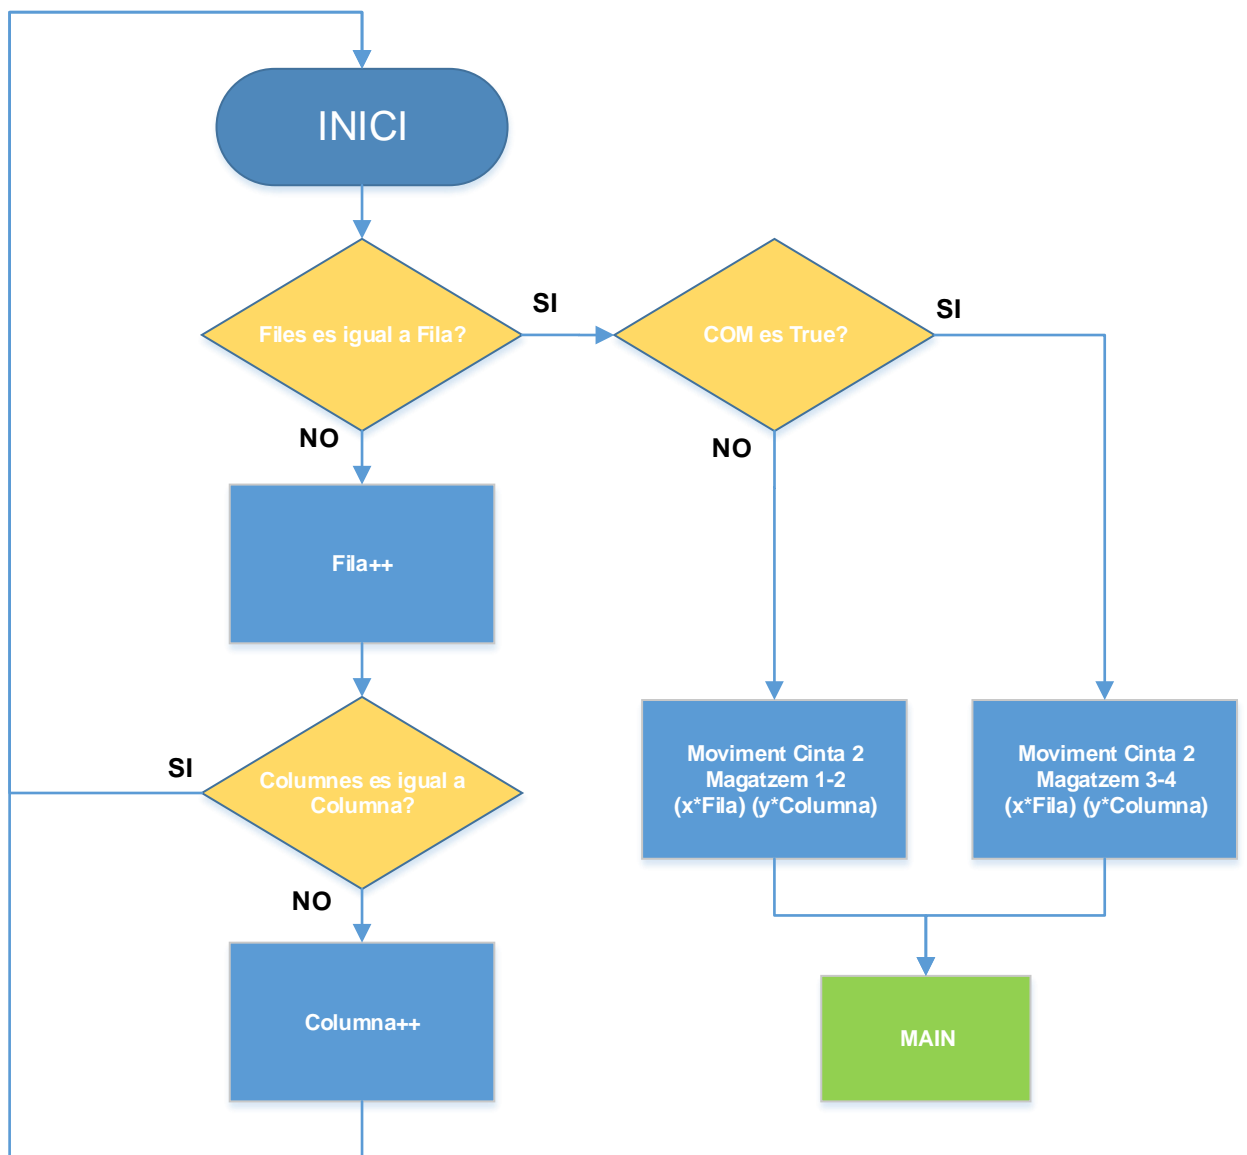 INICI
Files es igual a Fila?
SI
COM es True?
SI
NO
NO
Fila++
SI
Columnes es igual a
Columna?
Moviment Cinta 2
Magatzem 1-2
(x*Fila) (y*Columna)
Moviment Cinta 2
Magatzem 3-4
(x*Fila) (y*Columna)
NO
Columna++
MAIN